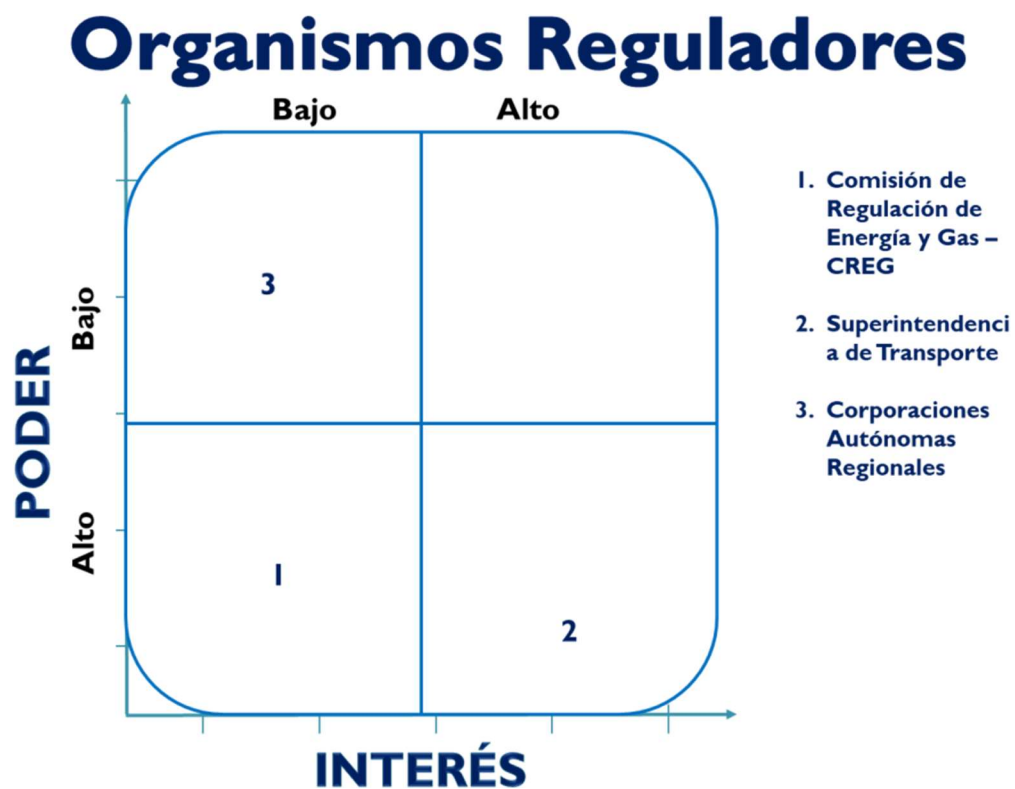 Organismos Reguladores
Bajo
Alto
PODER
Bajo
Alto
3
1
2
INTERÉS
1. Comisión de
Regulación de
Energía y Gas –
CREG
2. Superintendenci
a de Transporte
3. Corporaciones
Autónomas
Regionales